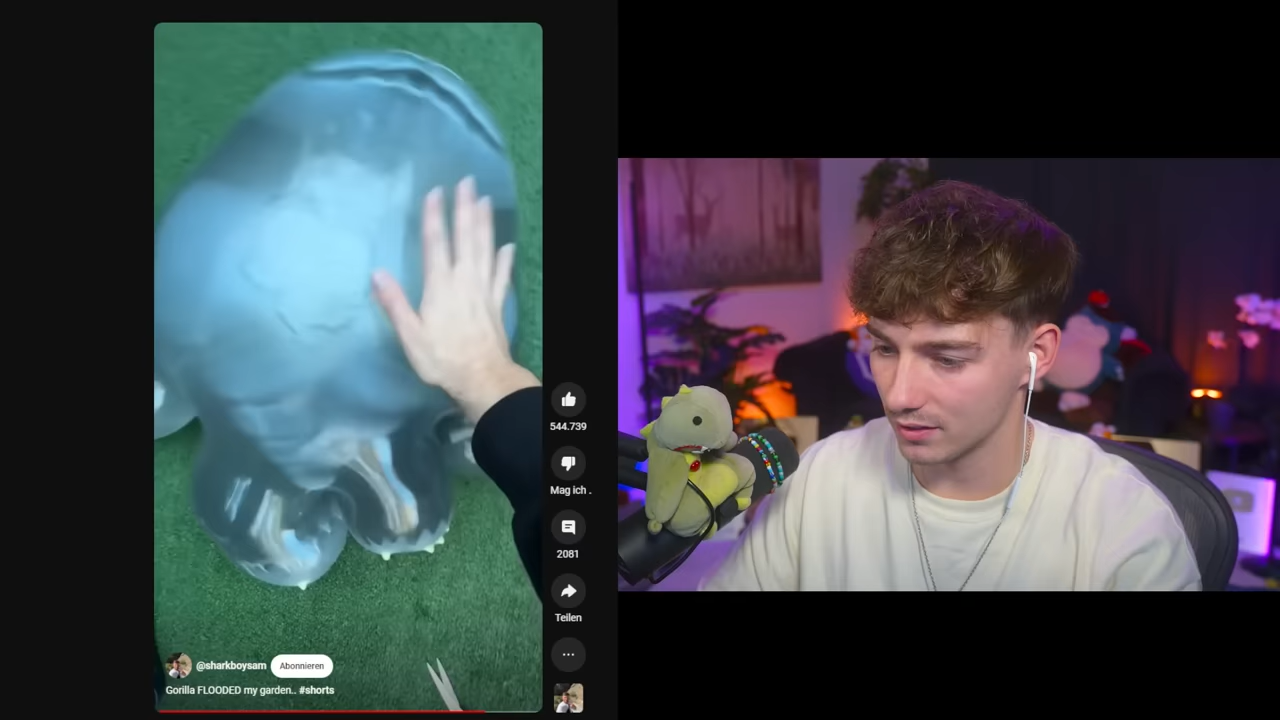 544.739
Mag ich .
2081
Teilen
@sharkboysam Abonnieren
Gorilla FLOODED my garden.. #shorts